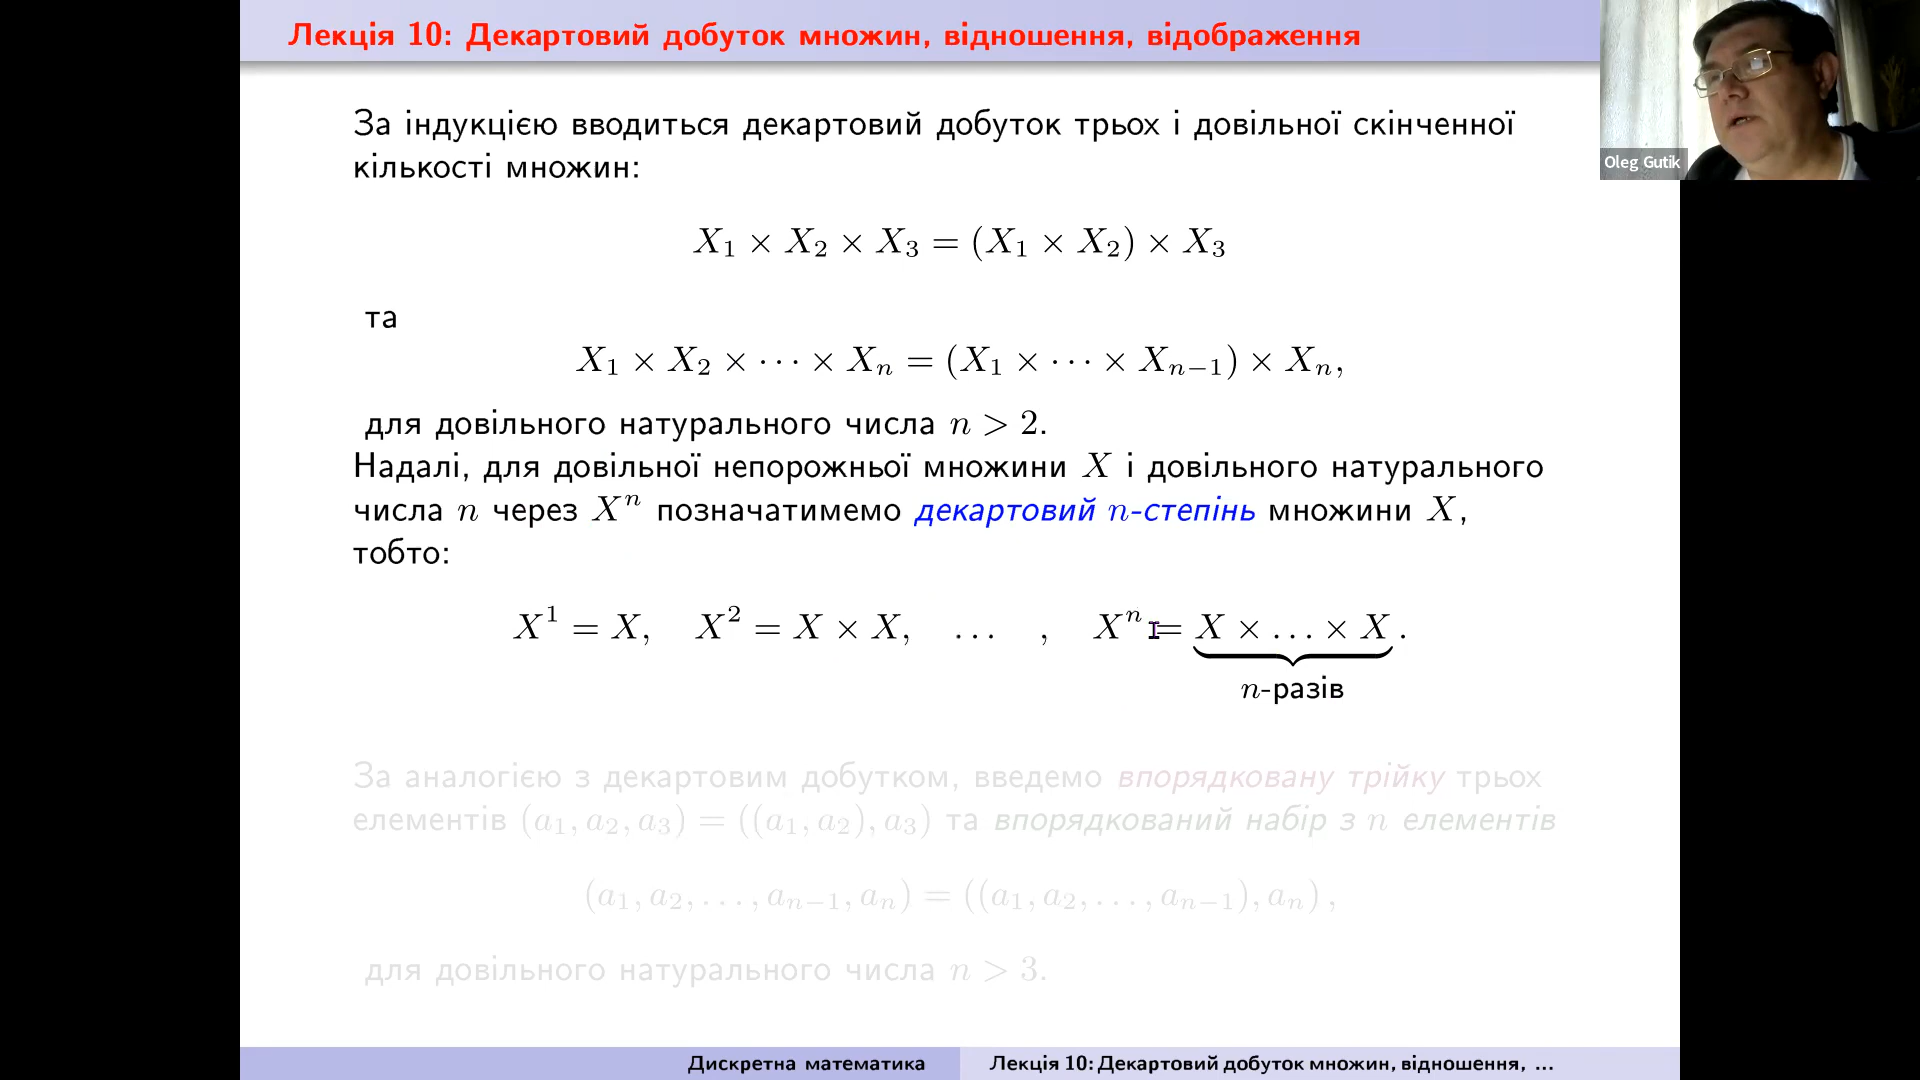 Лекція 10: Декартовий добуток множин, відношення, відображення
Oleg Gutik
За індукцією вводиться декартовий добуток трьох і довільної скінченної
кількості множин:
X₁ × X₂ × X₃ = (X₁ × X₂) × X₃
та
X₁ × X₂ × ··· × Xₙ = (X₁ × ··· × Xₙ₋₁) × Xₙ,
для довільного натурального числа n > 2.
Надалі, для довільної непорожньої множини X і довільного натурального
числа n через Xⁿ позначатимемо декартовий n-степінь множини X,
тобто:
X¹ = X, X² = X × X, ... , Xⁿ = X × ... × X.
n-разів
За аналогією з декартовим добутком, введемо впорядковану трійку трьох
елементів (a₁, a₂, a₃) = ((a₁, a₂), a₃) та впорядкований набір з n елементів
(a₁, a₂, ..., aₙ₋₁, aₙ) = ((a₁, a₂, ..., aₙ₋₁), aₙ),
для довільного натурального числа n > 3.
Дискретна математика
Лекція 10: Декартовий добуток множин, відношення, ...